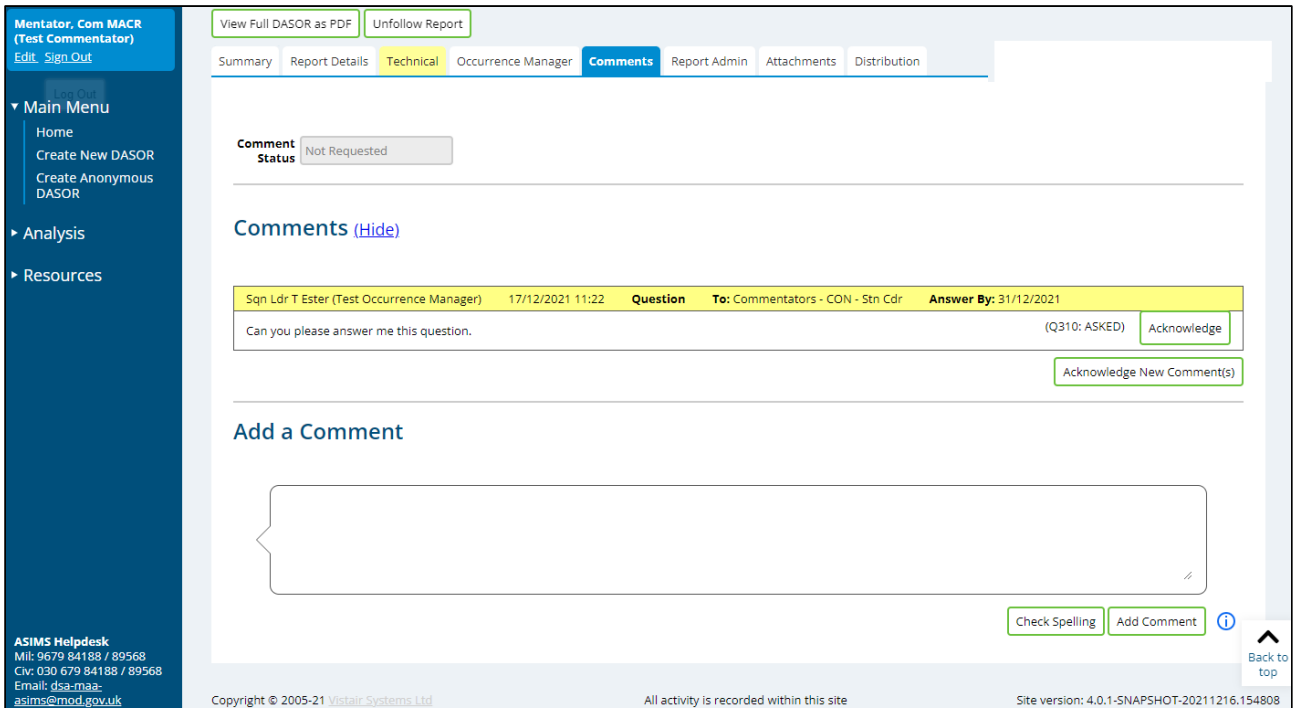 Mentator, Com MACR
(Test Commentator)
Edit Sign Out
Log Out
Main Menu
Home
Create New DASOR
Create Anonymous
DASOR
Analysis
Resources
ASIMS Helpdesk
Mil: 9679 84188 / 89568
Civ: 030 679 84188 / 89568
Email: dsa-maa-
asims@mod.gov.uk
View Full DASOR as PDF Unfollow Report
Summary Report Details Technical Occurrence Manager Comments Report Admin Attachments Distribution
Comment
Status
Not Requested
Comments (Hide)
Sqn Ldr T Ester (Test Occurrence Manager) 17/12/2021 11:22 Question To: Commentators - CON - Stn Cdr Answer By: 31/12/2021
Can you please answer me this question. (Q310: ASKED) Acknowledge
Acknowledge New Comment(s)
Add a Comment
Check Spelling Add Comment
Back to
top
Copyright © 2005-21 Vistair Systems Ltd All activity is recorded within this site Site version: 4.0.1-SNAPSHOT-20211216.154808